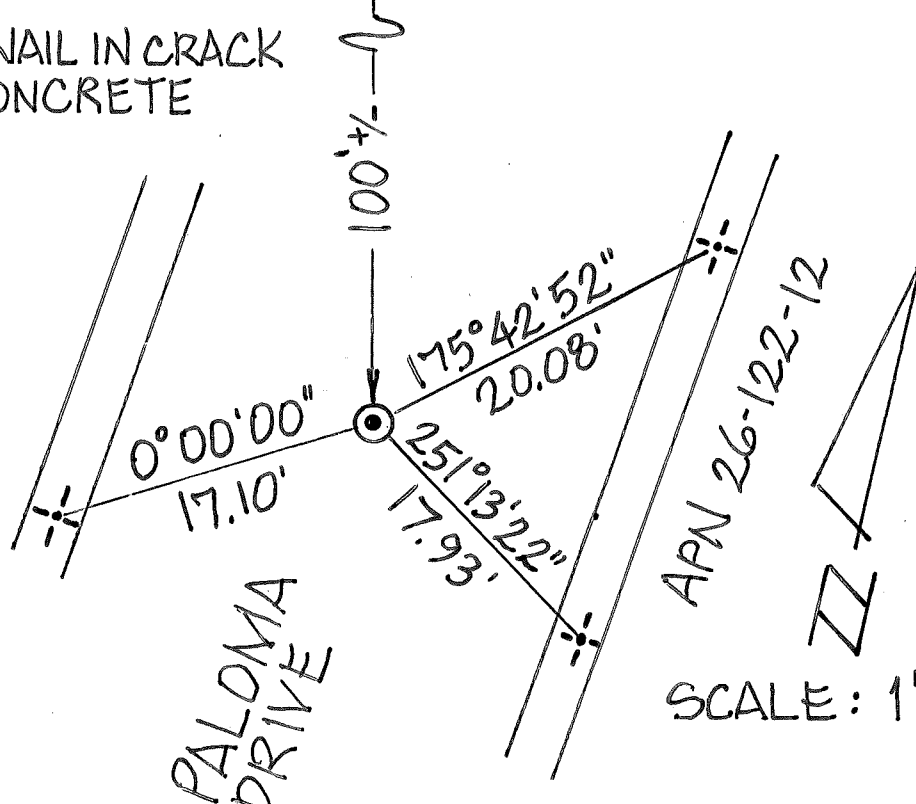 NAIL IN CRACK
ONCRETE
100'+/-
175°42'52"
20.08'
0°00'00"
17.10'
251°13'22"
17.93'
APN 26-122-12
PALOMA
DRIVE
N
SCALE: 1"